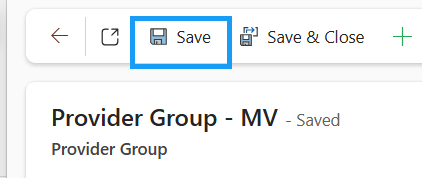 Save Save & Close
Provider Group - MV - Saved
Provider Group